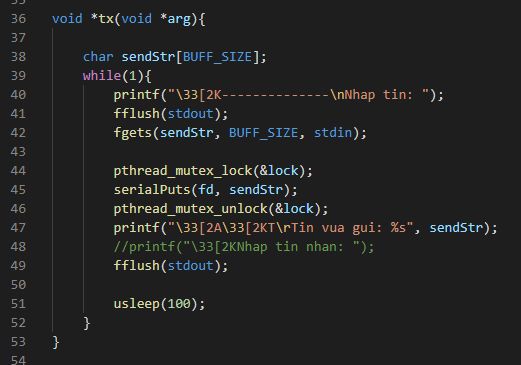 36 void *tx(void *arg){
37
38     char sendStr[BUFF_SIZE];
39     while(1){
40         printf("\33[2K--------------\nNhap tin: ");
41         fflush(stdout);
42         fgets(sendStr, BUFF_SIZE, stdin);
43
44         pthread_mutex_lock(&lock);
45         serialPuts(fd, sendStr);
46         pthread_mutex_unlock(&lock);
47         printf("\33[2A\33[2KT\rTin vua gui: %s", sendStr);
48         //printf("\33[2KNhap tin nhan: ");
49         fflush(stdout);
50
51         usleep(100);
52     }
53 }
54